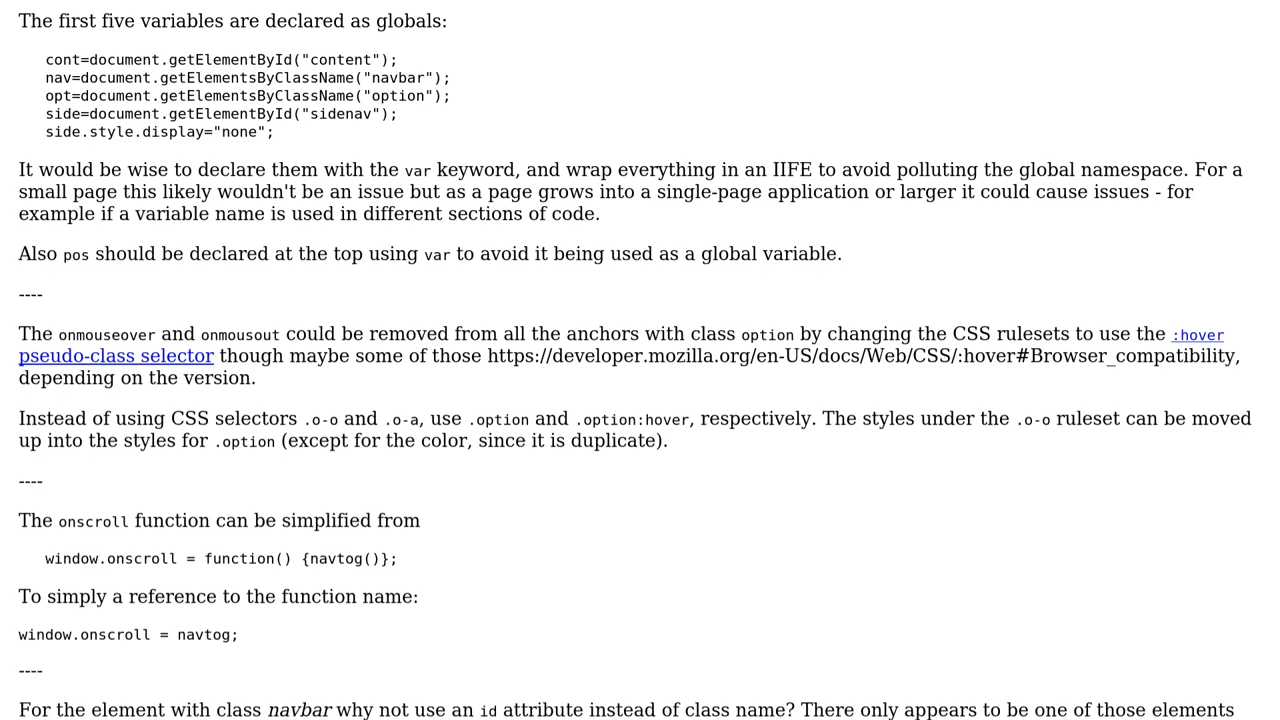 The first five variables are declared as globals:
cont=document.getElementById("content");
nav=document.getElementsByClassName("navbar");
opt=document.getElementsByClassName("option");
side=document.getElementById("sidenav");
side.style.display="none";
It would be wise to declare them with the var keyword, and wrap everything in an IIFE to avoid polluting the global namespace. For a
small page this likely wouldn't be an issue but as a page grows into a single-page application or larger it could cause issues - for
example if a variable name is used in different sections of code.
Also pos should be declared at the top using var to avoid it being used as a global variable.
----
The onmouseover and onmousout could be removed from all the anchors with class option by changing the CSS rulesets to use the :hover
pseudo-class selector though maybe some of those https://developer.mozilla.org/en-US/docs/Web/CSS/:hover#Browser_compatibility,
depending on the version.
Instead of using CSS selectors .o-o and .o-a, use .option and .option:hover, respectively. The styles under the .o-o ruleset can be moved
up into the styles for .option (except for the color, since it is duplicate).
----
The onscroll function can be simplified from
window.onscroll = function() {navtog()};
To simply a reference to the function name:
window.onscroll = navtog;
----
For the element with class navbar why not use an id attribute instead of class name? There only appears to be one of those elements